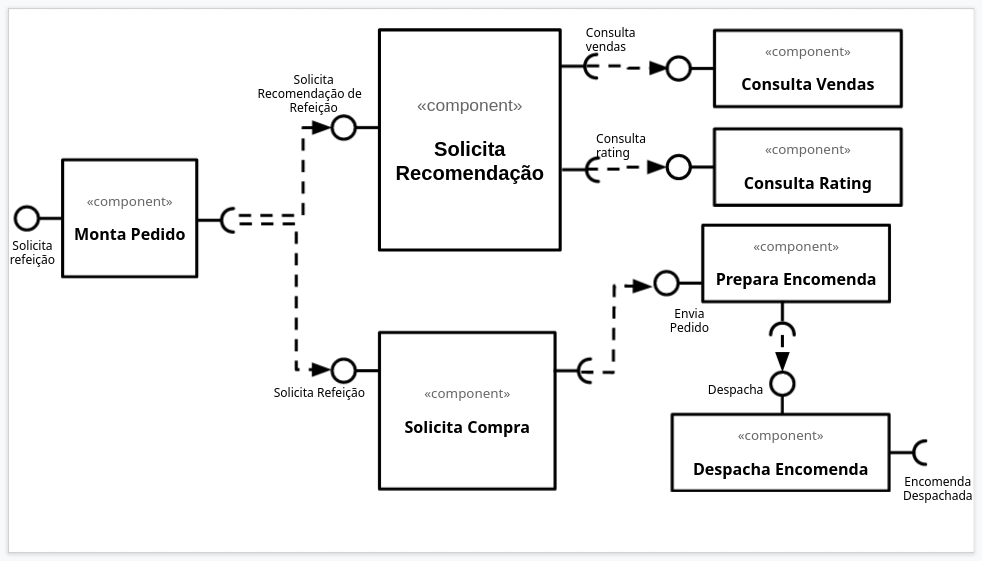 Consulta
vendas
«component»
Consulta Vendas
Solicita
Recomendação de
Refeição
«component»
Solicita
Recomendação
Consulta
rating
«component»
Consulta Rating
«component»
Monta Pedido
Solicita
refeição
«component»
Prepara Encomenda
Envia
Pedido
Solicita Refeição
«component»
Solicita Compra
Despacha
«component»
Despacha Encomenda
Encomenda
Despachada